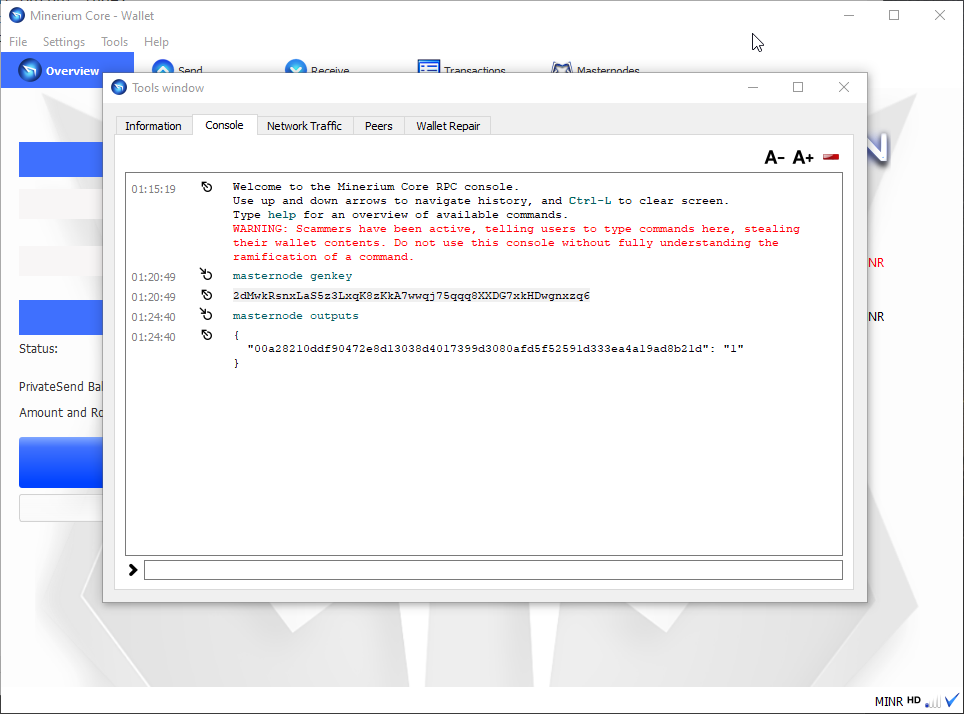 Minerium Core - Wallet
File Settings Tools Help
Overview Send Receive Transactions Masternodes
Tools window
Information Console Network Traffic Peers Wallet Repair
A- A+
N
01:15:19 Welcome to the Minerium Core RPC console.
Use up and down arrows to navigate history, and Ctrl-L to clear screen.
Type help for an overview of available commands.
WARNING: Scammers have been active, telling users to type commands here, stealing
their wallet contents. Do not use this console without fully understanding the
ramification of a command.
NR
01:20:49 masternode genkey
01:20:49 2dMwkRsnxLaS5z3LxqK8zKkA7wwqj75qqq8XXDG7xkHDwgnxzq6
01:24:40 masternode outputs
NR
01:24:40 {
"00a28210ddf90472e8d13038d4017399d3080afd5f52591d333ea4a19ad8b21d": "1"
}
Status:
PrivateSend Bal
Amount and Ro
MINR HD